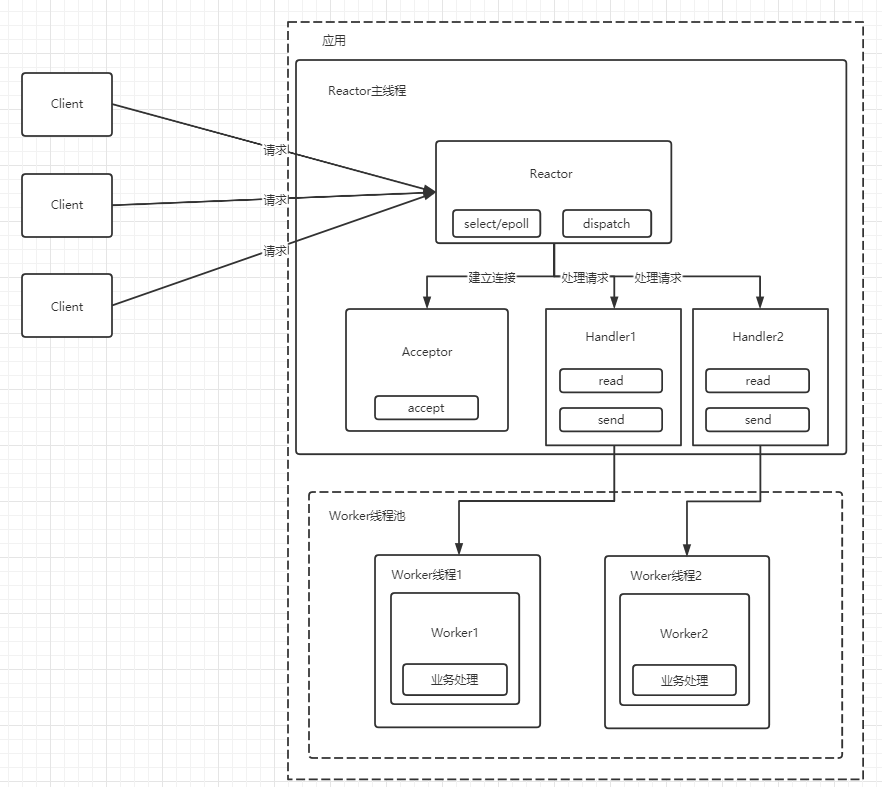 应用
Reactor主线程
Client
Client
Client
请求
请求
请求
Reactor
select/epoll
dispatch
建立连接
处理请求
处理请求
Acceptor
accept
Handler1
read
send
Handler2
read
send
Worker线程池
Worker线程1
Worker1
业务处理
Worker线程2
Worker2
业务处理